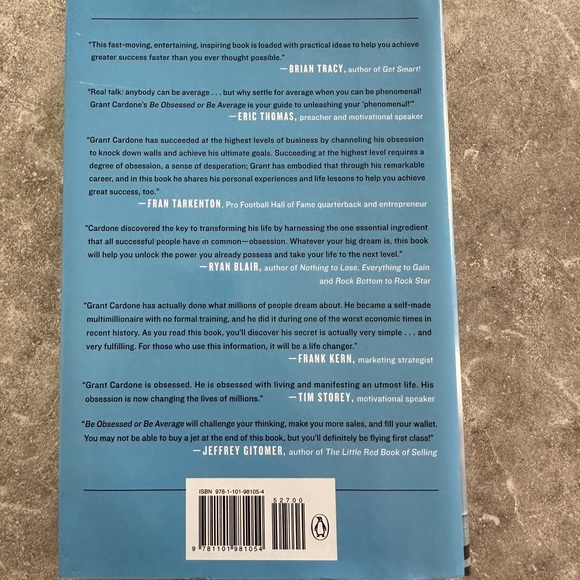 "This fast-moving, entertaining, inspiring book is loaded with practical ideas to help you achieve
greater success faster than you ever thought possible."
—BRIAN TRACY, author of Get Smart!
"Real talk: anybody can be average . . . but why settle for average when you can be phenomenal!
Grant Cardone's Be Obsessed or Be Average is your guide to unleashing your 'phenomenal!'"
—ERIC THOMAS, preacher and motivational speaker
"Grant Cardone has succeeded at the highest levels of business by channeling his obsession
to knock down walls and achieve his ultimate goals. Succeeding at the highest level requires a
degree of obsession, a sense of desperation; Grant has embodied that through his remarkable
career, and in this book he shares his personal experiences and life lessons to help you achieve
great success, too."
—FRAN TARKENTON, Pro Football Hall of Fame quarterback and entrepreneur
"Cardone discovered the key to transforming his life by harnessing the one essential ingredient
that all successful people have in common—obsession. Whatever your big dream is, this book
will help you unlock the power you already possess and take your life to the next level."
—RYAN BLAIR, author of Nothing to Lose, Everything to Gain
and Rock Bottom to Rock Star
"Grant Cardone has actually done what millions of people dream about. He became a self-made
multimillionaire with no formal training, and he did it during one of the worst economic times in
recent history. As you read this book, you'll discover his secret is actually very simple . . . and
very fulfilling. For those who use this information, it will be a life changer."
—FRANK KERN, marketing strategist
"Grant Cardone is obsessed. He is obsessed with living and manifesting an utmost life. His
obsession is now changing the lives of millions." —TIM STOREY, motivational speaker
"Be Obsessed or Be Average will challenge your thinking, make you more sales, and fill your wallet.
You may not be able to buy a jet at the end of this book, but you'll definitely be flying first class!"
—JEFFREY GITOMER, author of The Little Red Book of Selling
ISBN 978-1-101-98105-4
52700
9 781101 981054